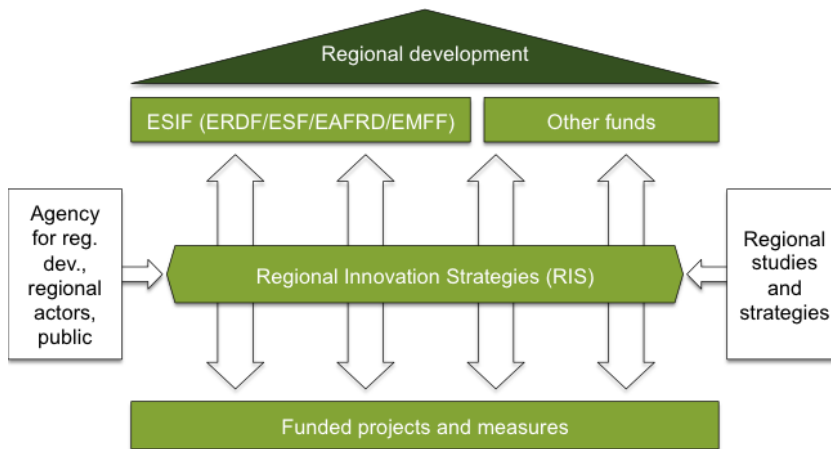 Regional development
ESIF (ERDF/ESF/EAFRD/EMFF)
Other funds
Agency
for reg.
dev.,
regional
actors,
public
Regional Innovation Strategies (RIS)
Regional
studies
and
strategies
Funded projects and measures